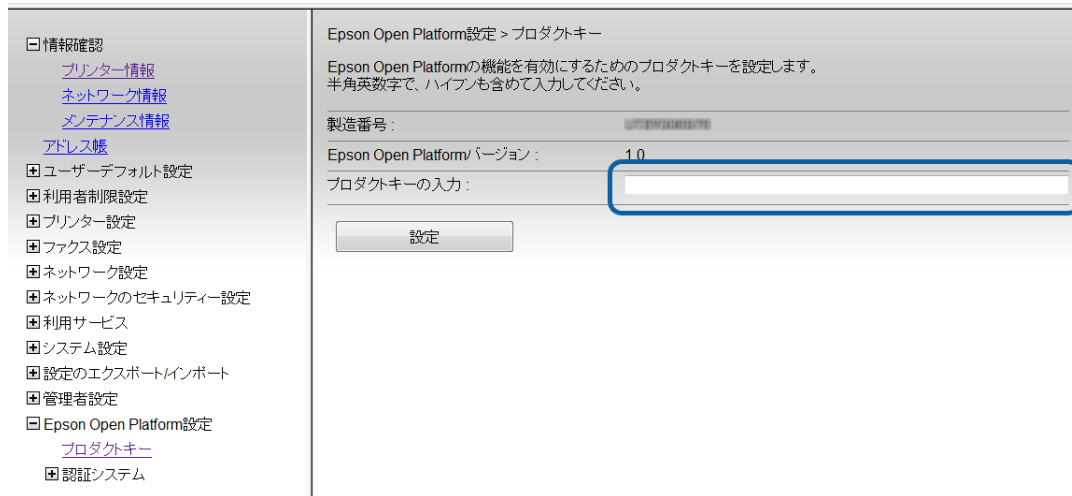 情報確認
プリンター情報
ネットワーク情報
メンテナンス情報
アドレス帳
ユーザーデフォルト設定
利用者制限設定
プリンター設定
ファクス設定
ネットワーク設定
ネットワークのセキュリティー設定
利用サービス
システム設定
設定のエクスポート/インポート
管理者設定
Epson Open Platform設定
プロダクトキー
認証システム
Epson Open Platform設定 > プロダクトキー
Epson Open Platformの機能を有効にするためのプロダクトキーを設定します。
半角英数字で、ハイフンも含めて入力してください。
製造番号 :
Epson Open Platformバージョン : 1.0
プロダクトキーの入力 :
設定